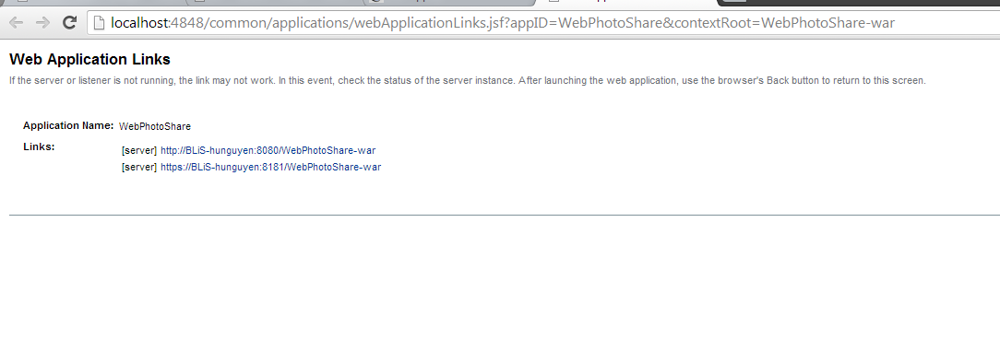 localhost:4848/common/applications/webApplicationLinks.jsf?appID=WebPhotoShare&contextRoot=WebPhotoShare-war
Web Application Links
If the server or listener is not running, the link may not work. In this event, check the status of the server instance. After launching the web application, use the browser's Back button to return to this screen.
Application Name: WebPhotoShare
Links: [server] http://BLiS-hunguyen:8080/WebPhotoShare-war
[server] https://BLiS-hunguyen:8181/WebPhotoShare-war